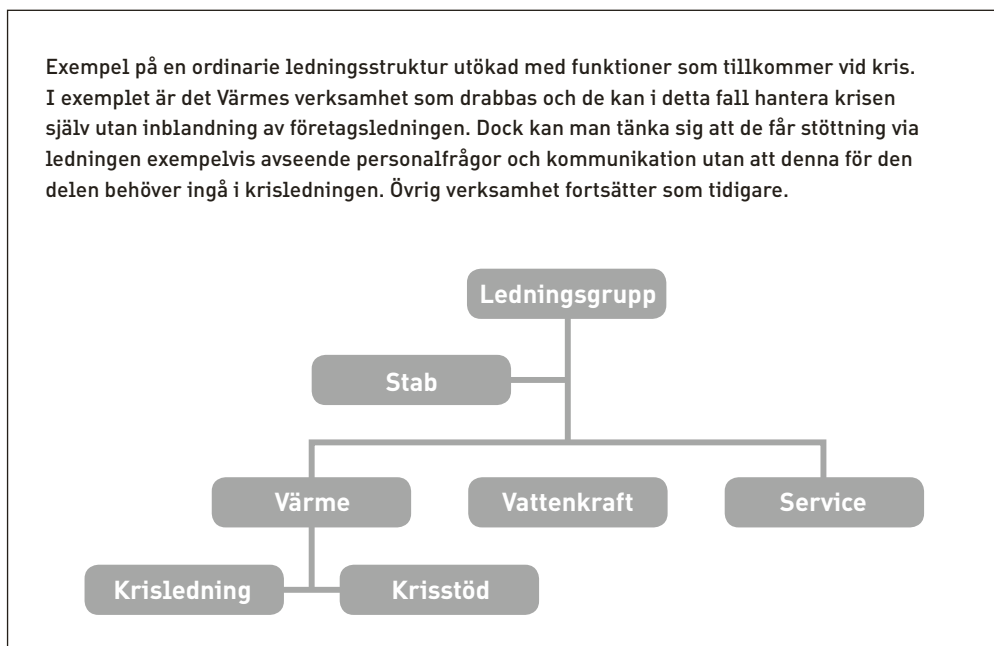 Exempel på en ordinarie ledningsstruktur utökad med funktioner som tillkommer vid kris.
I exemplet är det Värmes verksamhet som drabbas och de kan i detta fall hantera krisen
själv utan inblandning av företagsledningen. Dock kan man tänka sig att de får stöttning via
ledningen exempelvis avseende personalfrågor och kommunikation utan att denna för den
delen behöver ingå i krisledningen. Övrig verksamhet fortsätter som tidigare.
Ledningsgrupp
Stab
Värme
Vattenkraft
Service
Krisledning
Krisstöd